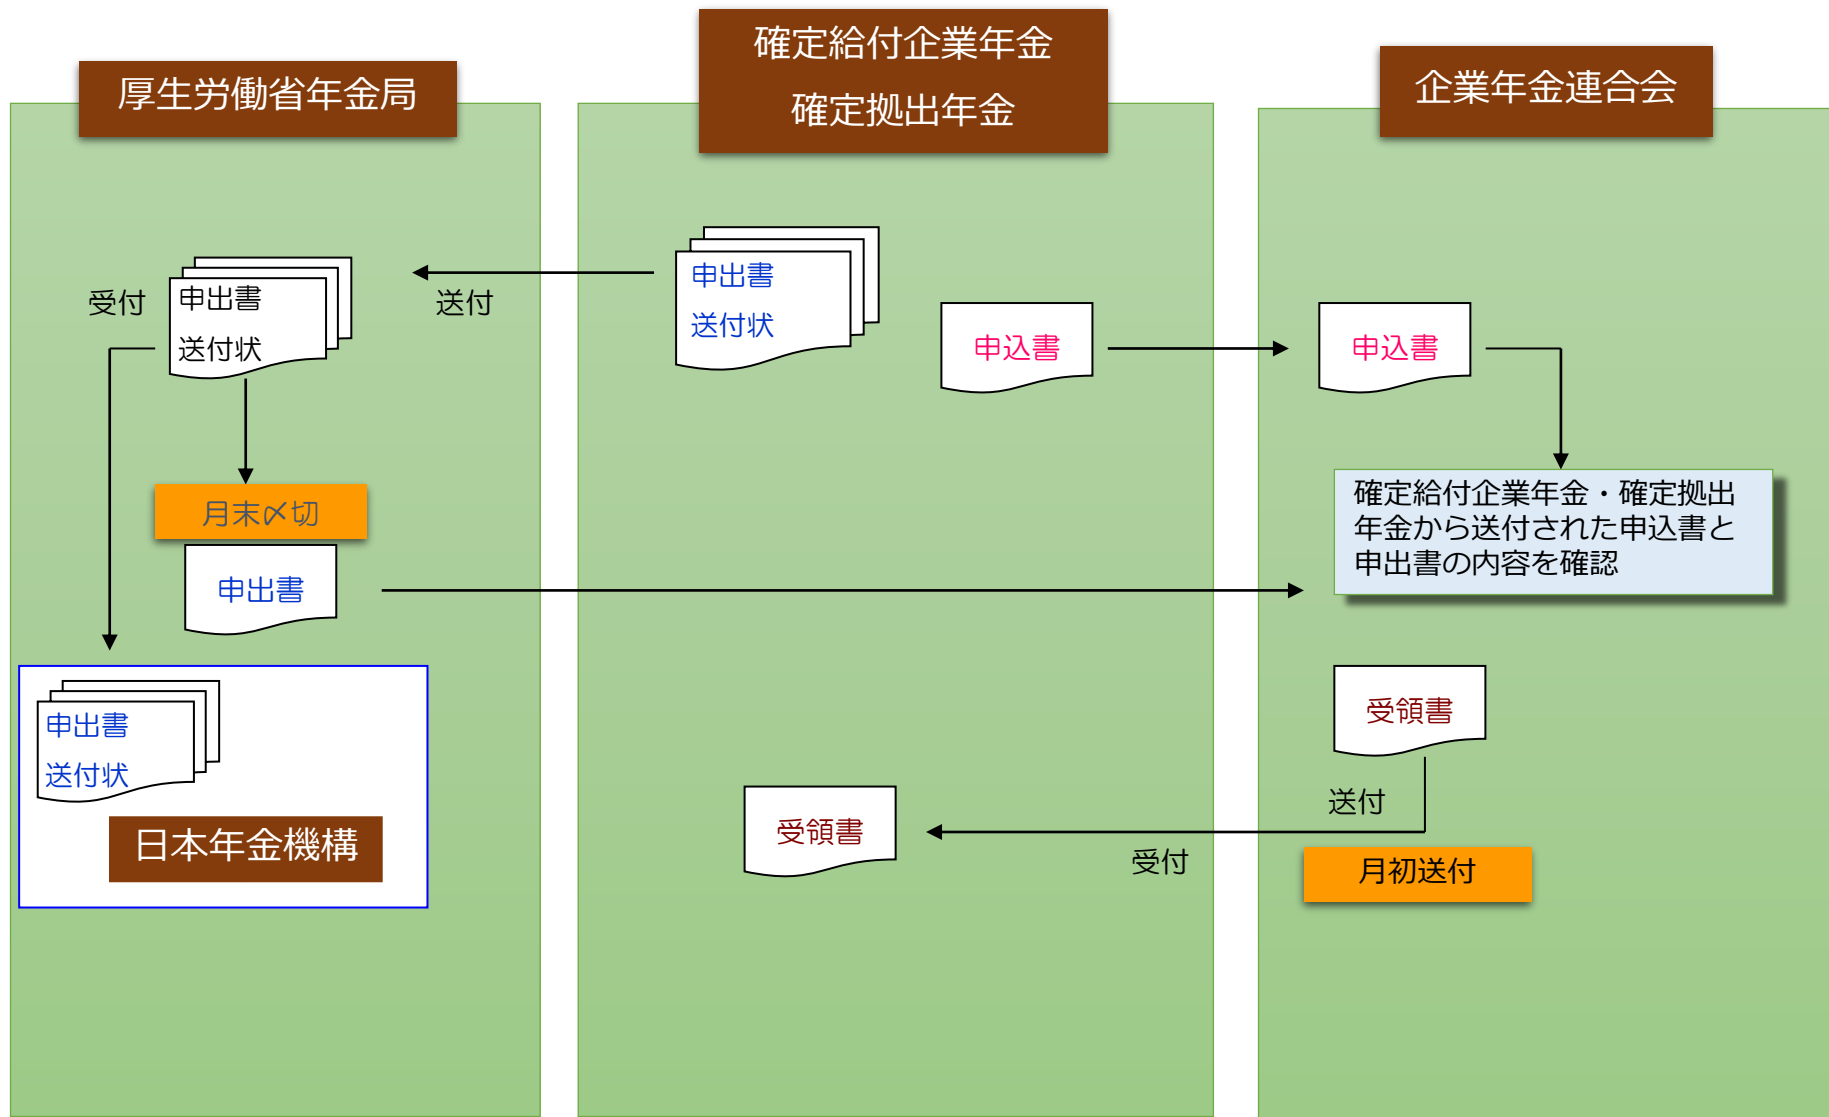 厚生労働省年金局
確定給付企業年金
確定拠出年金
企業年金連合会
受付
申出書
送付状
送付
申出書
送付状
申込書
申込書
月末〆切
申出書
確定給付企業年金・確定拠出
年金から送付された申込書と
申出書の内容を確認
申出書
送付状
日本年金機構
受領書
送付
受領書
受付
月初送付